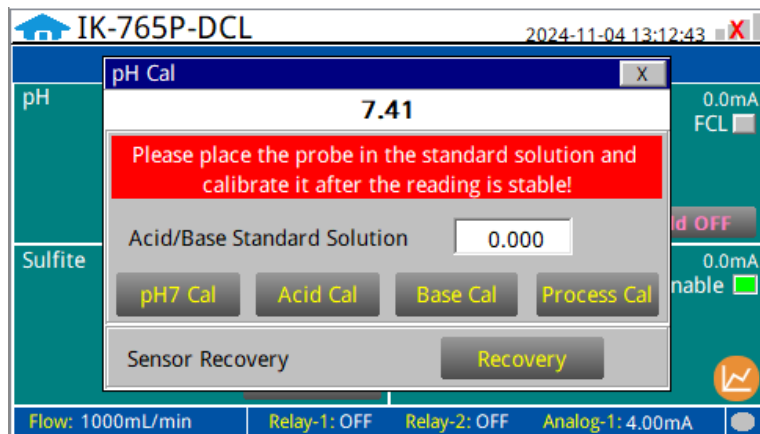 IK-765P-DCL
2024-11-04 13:12:43
X
pH Cal
X
pH
7.41
0.0mA
FCL
Please place the probe in the standard solution and
calibrate it after the reading is stable!
ld OFF
Acid/Base Standard Solution
0.000
Sulfite
0.0mA
nable
pH7 Cal
Acid Cal
Base Cal
Process Cal
Sensor Recovery
Recovery
Flow: 1000mL/min
Relay-1: OFF
Relay-2: OFF
Analog-1: 4.00mA